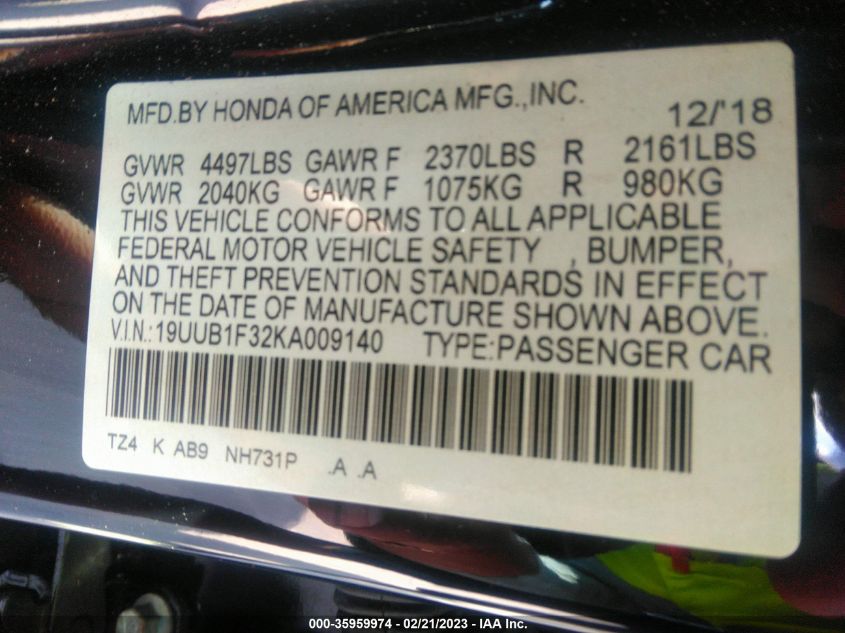 MFD.BY HONDA OF AMERICA MFG.,INC. 12/'18
GVWR 4497LBS GAWR F 2370LBS R 2161LBS
GVWR 2040KG GAWR F 1075KG R 980KG
THIS VEHICLE CONFORMS TO ALL APPLICABLE
FEDERAL MOTOR VEHICLE SAFETY , BUMPER,
AND THEFT PREVENTION STANDARDS IN EFFECT
ON THE DATE OF MANUFACTURE SHOWN ABOVE.
V.I.N.:19UUB1F32KA009140 TYPE:PASSENGER CAR
TZ4 K AB9 NH731P .A .A
000-35959974 / 02/21/2023 - IAA Inc.